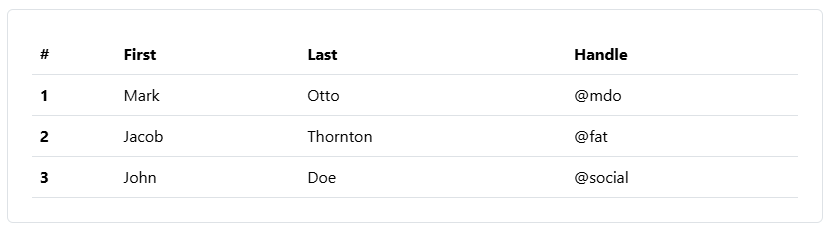 # First Last Handle
1 Mark Otto @mdo
2 Jacob Thornton @fat
3 John Doe @social